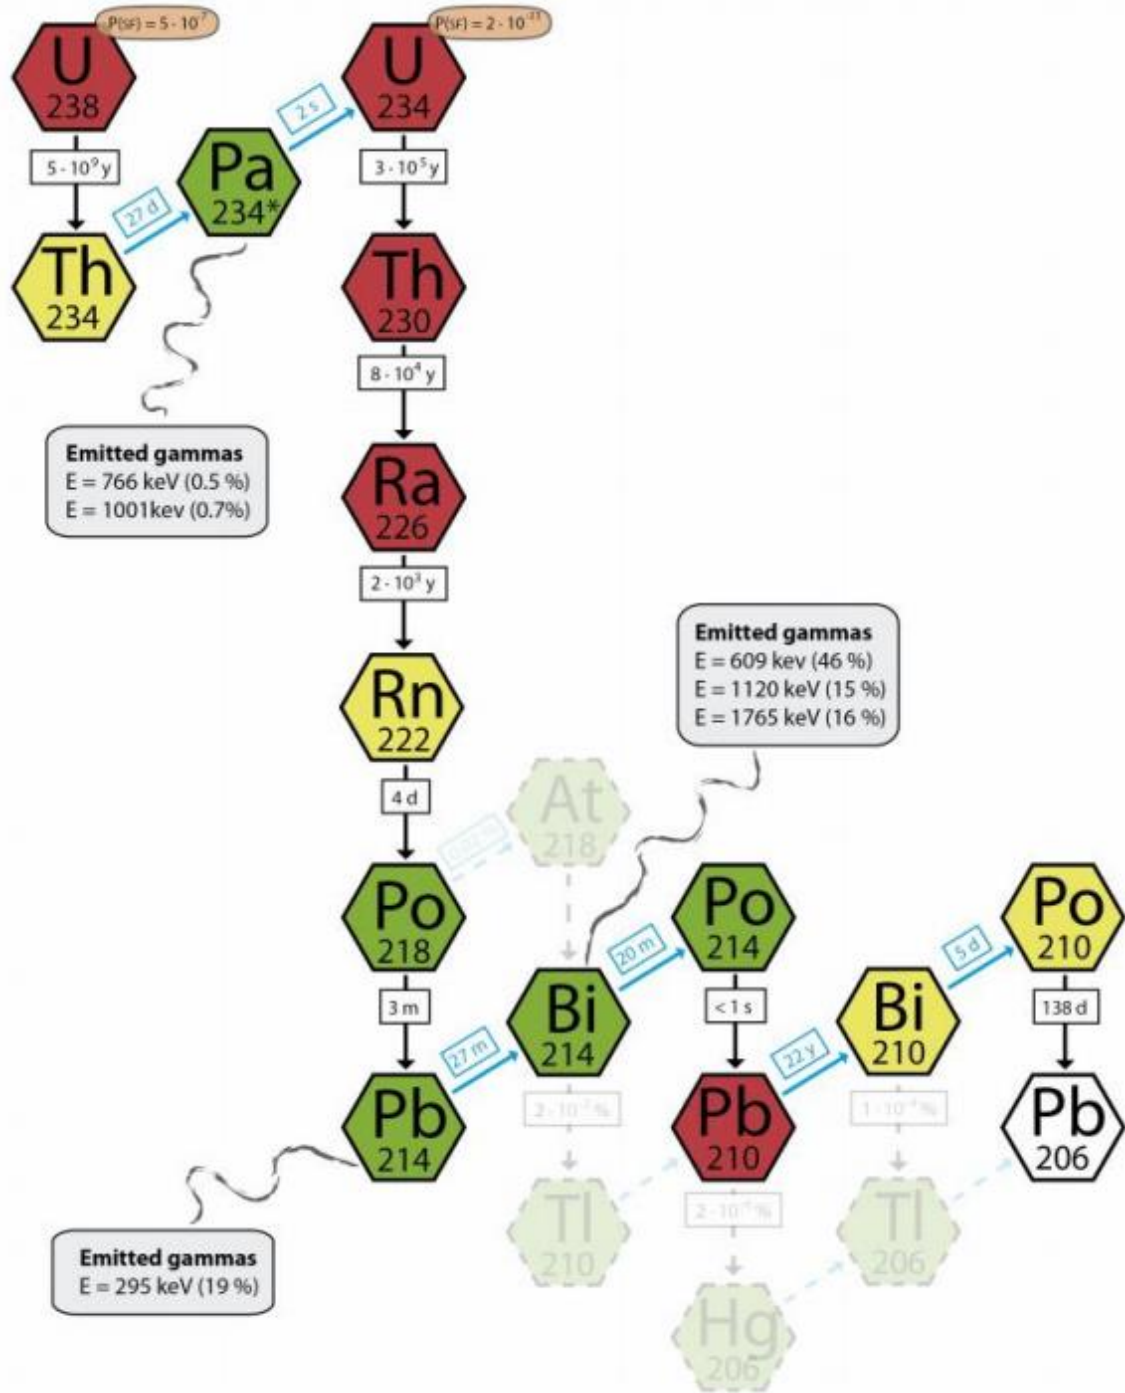 P(SF) = 5 · 10⁻⁷
P(SF) = 2 · 10⁻¹¹
U
238
U
234
2 s
Pa
234*
5 · 10⁹ y
3 · 10⁵ y
27 d
Th
234
Th
230
8 · 10⁴ y
Emitted gammas
E = 766 keV (0.5 %)
E = 1001kev (0.7%)
Ra
226
2 · 10³ y
Emitted gammas
E = 609 kev (46 %)
E = 1120 keV (15 %)
E = 1765 keV (16 %)
Rn
222
4 d
At
218
Po
218
Po
214
Po
210
20 m
5 d
3 m
Bi
214
< 1 s
Bi
210
138 d
27 m
22 y
Pb
214
Pb
210
Pb
206
Tl
210
Tl
206
Emitted gammas
E = 295 keV (19 %)
Hg
206